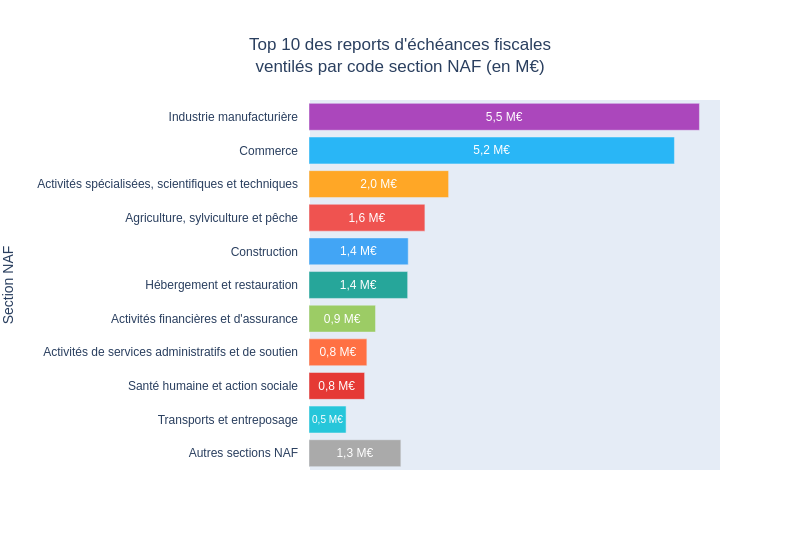 Top 10 des reports d'échéances fiscales
ventilés par code section NAF (en M€)
Section NAF
Industrie manufacturière 5,5 M€
Commerce 5,2 M€
Activités spécialisées, scientifiques et techniques 2,0 M€
Agriculture, sylviculture et pêche 1,6 M€
Construction 1,4 M€
Hébergement et restauration 1,4 M€
Activités financières et d'assurance 0,9 M€
Activités de services administratifs et de soutien 0,8 M€
Santé humaine et action sociale 0,8 M€
Transports et entreposage 0,5 M€
Autres sections NAF 1,3 M€